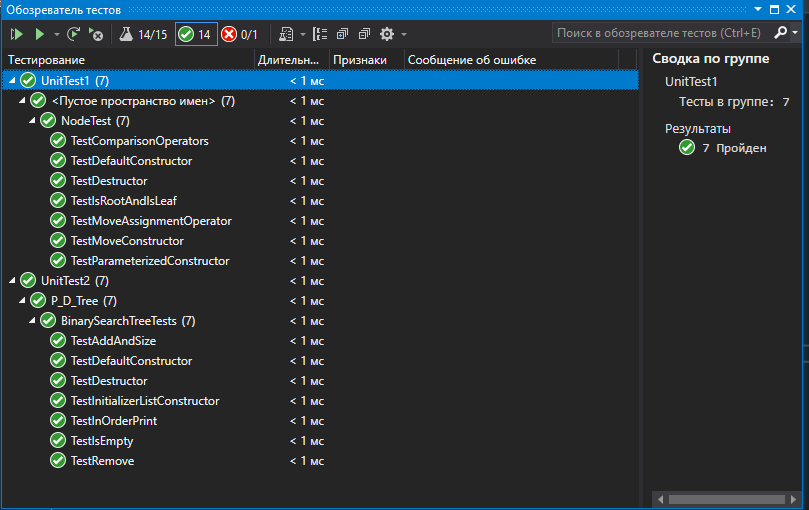 Обозреватель тестов
14/15 14 0/1 Поиск в обозревателе тестов (Ctrl+E)
Тестирование Длительн... Признаки Сообщение об ошибке
UnitTest1 (7) < 1 мс
<Пустое пространство имен> (7) < 1 мс
NodeTest (7) < 1 мс
TestComparisonOperators < 1 мс
TestDefaultConstructor < 1 мс
TestDestructor < 1 мс
TestIsRootAndIsLeaf < 1 мс
TestMoveAssignmentOperator < 1 мс
TestMoveConstructor < 1 мс
TestParameterizedConstructor < 1 мс
UnitTest2 (7) < 1 мс
P_D_Tree (7) < 1 мс
BinarySearchTreeTests (7) < 1 мс
TestAddAndSize < 1 мс
TestDefaultConstructor < 1 мс
TestDestructor < 1 мс
TestInitializerListConstructor < 1 мс
TestInOrderPrint < 1 мс
TestIsEmpty < 1 мс
TestRemove < 1 мс
Сводка по группе
UnitTest1
Тесты в группе: 7
Результаты
7 Пройден